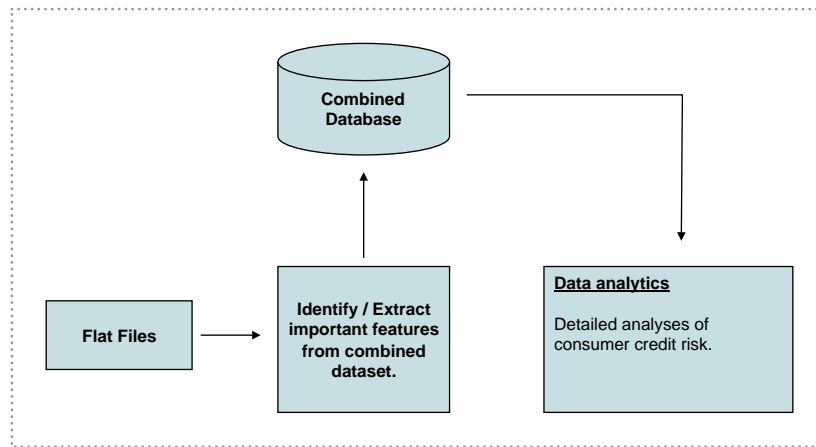 Combined
Database
Flat Files
Identify / Extract
important features
from combined
dataset.
Data analytics
Detailed analyses of
consumer credit risk.